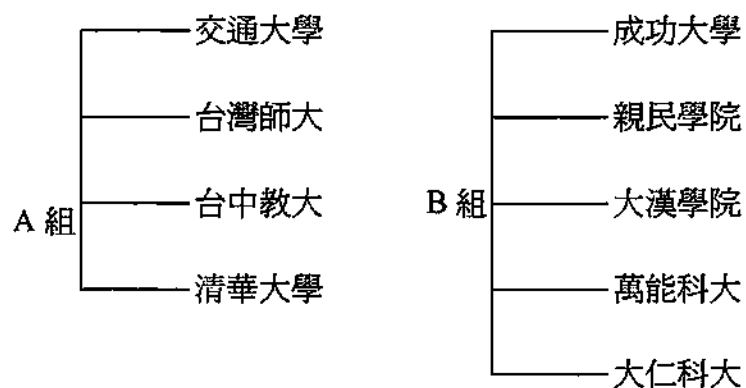 A 組
交通大學
台灣師大
台中教大
清華大學
B 組
成功大學
親民學院
大漢學院
萬能科大
大仁科大